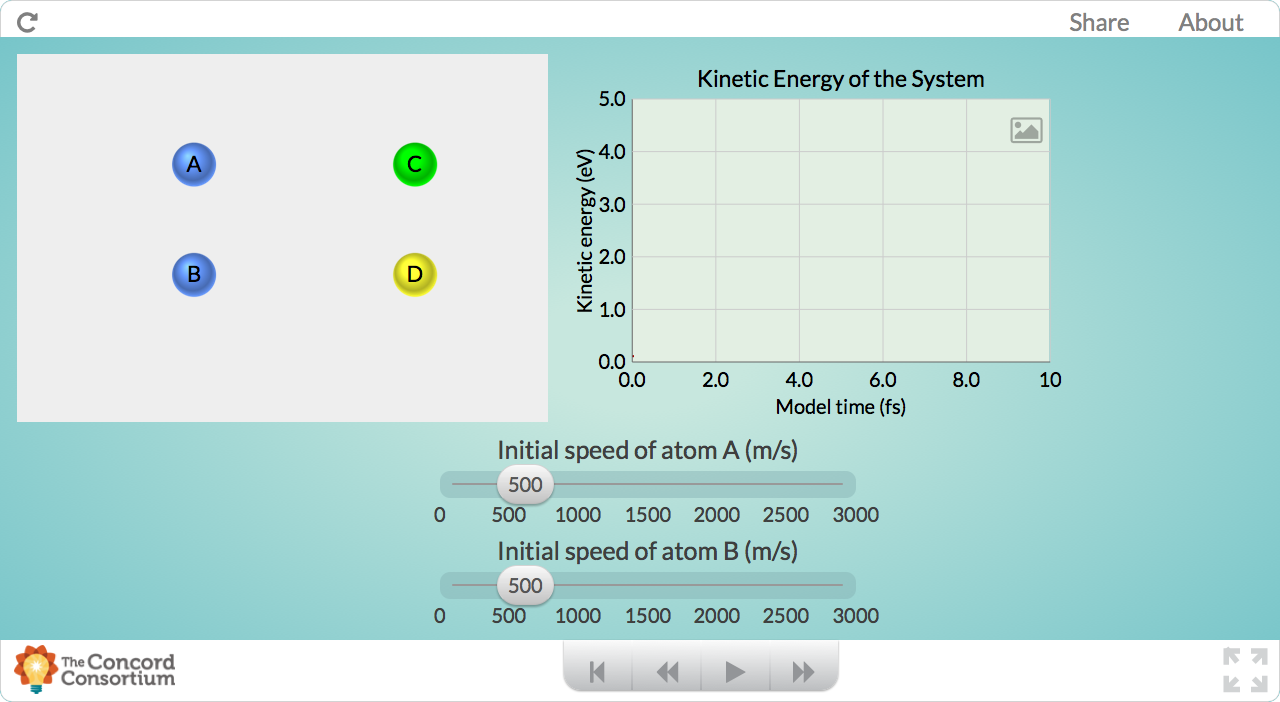 Share About
A
C
B
D
Kinetic Energy of the System
5.0
4.0
3.0
2.0
1.0
0.0
Kinetic energy (eV)
0.0 2.0 4.0 6.0 8.0 10
Model time (fs)
Initial speed of atom A (m/s)
500
0 500 1000 1500 2000 2500 3000
Initial speed of atom B (m/s)
500
0 500 1000 1500 2000 2500 3000
The Concord
Consortium